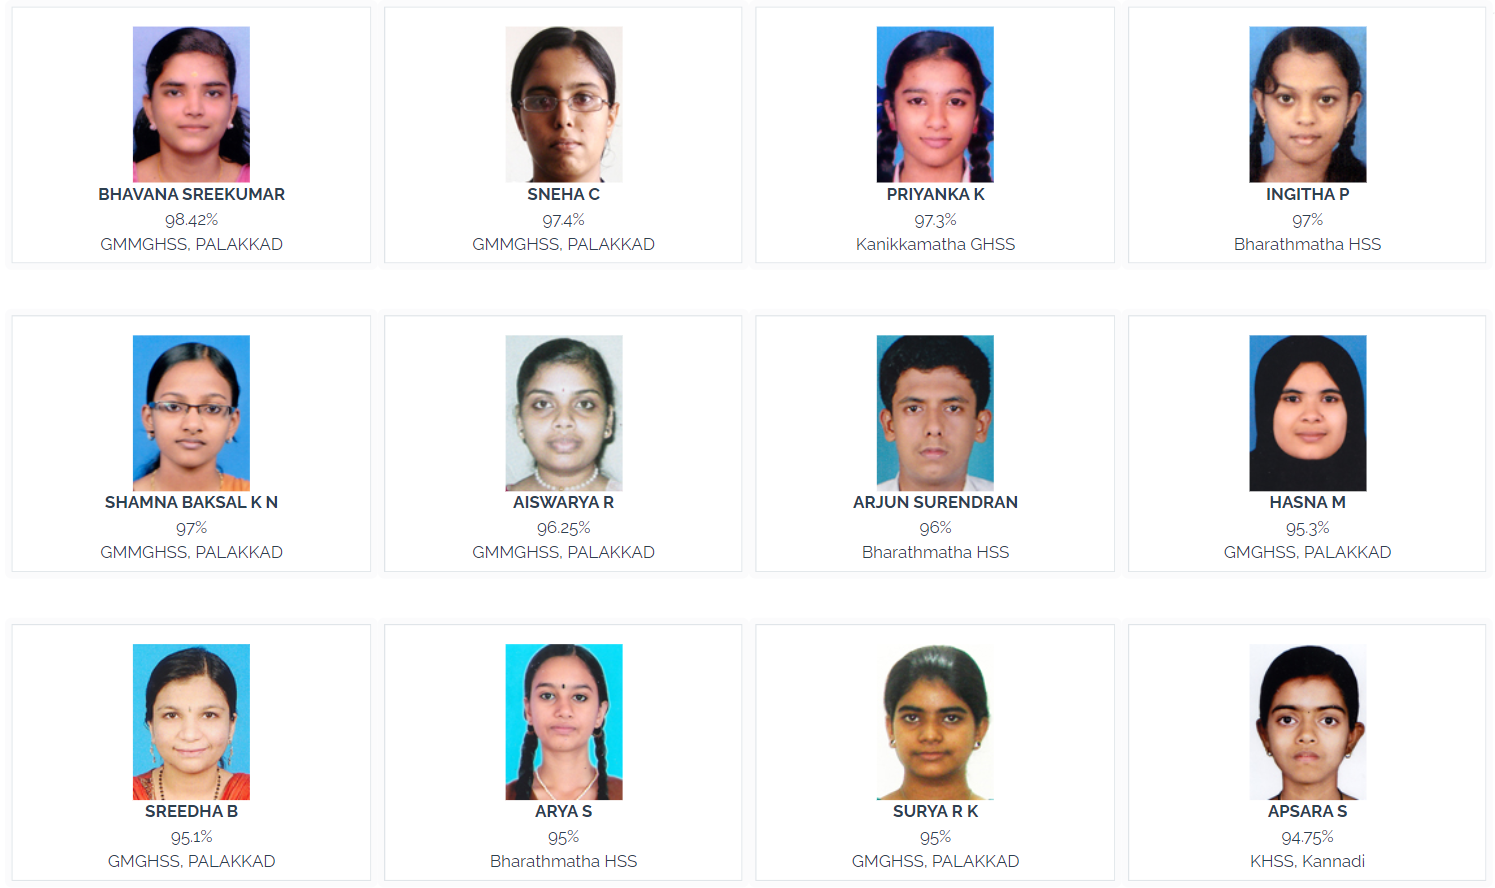 BHAVANA SREEKUMAR
98.42%
GMMGHSS, PALAKKAD
SNEHA C
97.4%
GMMGHSS, PALAKKAD
PRIYANKA K
97.3%
Kanikkamatha GHSS
INGITHA P
97%
Bharathmatha HSS
SHAMNA BAKSAL K N
97%
GMMGHSS, PALAKKAD
AISWARYA R
96.25%
GMMGHSS, PALAKKAD
ARJUN SURENDRAN
96%
Bharathmatha HSS
HASNA M
95.3%
GMGHSS, PALAKKAD
SREEDHA B
95.1%
GMGHSS, PALAKKAD
ARYA S
95%
Bharathmatha HSS
SURYA R K
95%
GMGHSS, PALAKKAD
APSARA S
94.75%
KHSS, Kannadi